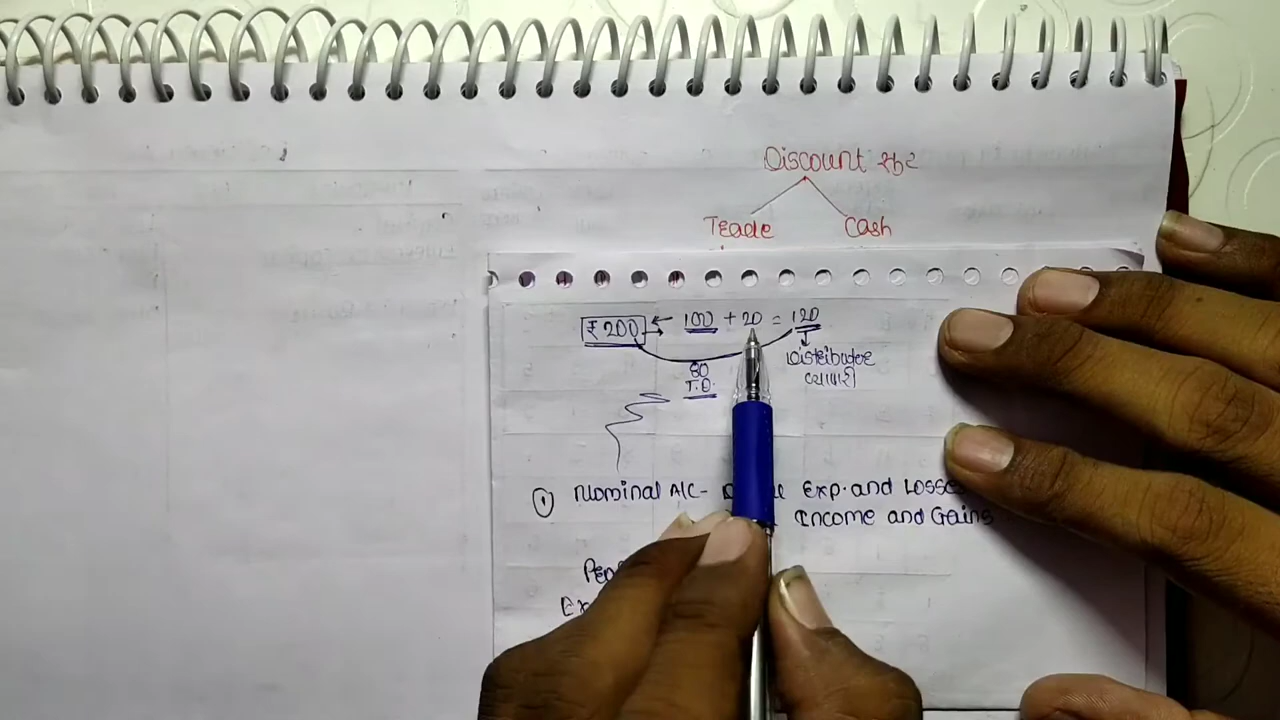 Discount खाते
Trade Cash
₹200 100 + 20 = 120
80 Distributor
T.D. व्यापारी
① Nominal A/C- Exp. and Losses
Income and Gains